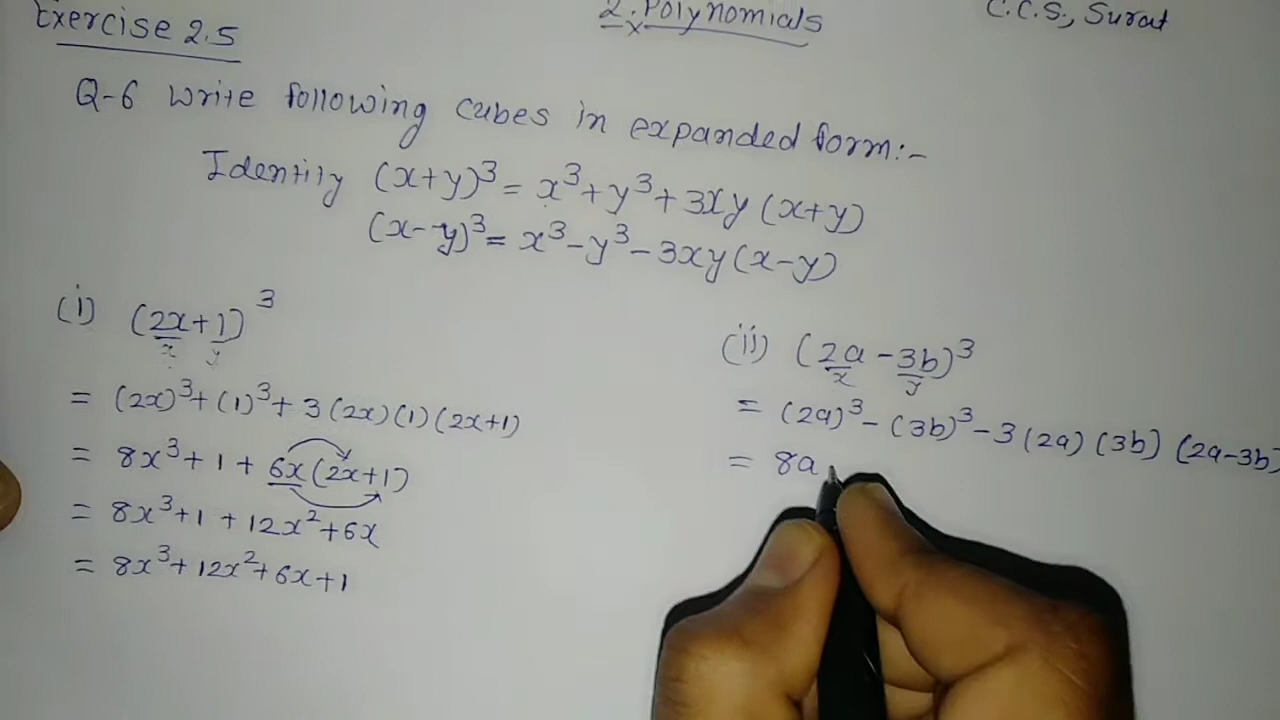 Exercise 2.5
2. Polynomials
C.C.S., Surat
Q-6 Write following cubes in expanded form:-
Identity (x+y)³ = x³+y³+3xy(x+y)
(x-y)³ = x³-y³-3xy(x-y)
(i) (2x+1)³
x y
= (2x)³+(1)³+3(2x)(1)(2x+1)
= 8x³+1+6x(2x+1)
= 8x³+1+12x²+6x
= 8x³+12x²+6x+1
(ii) (2a-3b)³
x y
= (2a)³-(3b)³-3(2a)(3b)(2a-3b)
= 8a